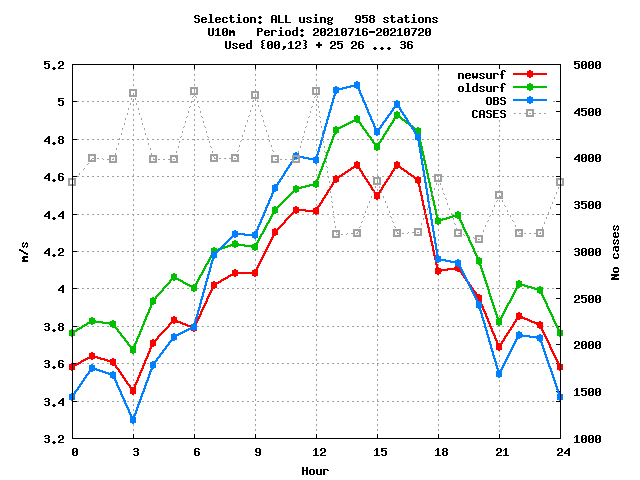 Selection: ALL using   958 stations
U10m   Period: 20210716-20210720
Used {00,12} + 25 26 ... 36
newsurf
oldsurf
OBS
CASES
5.2
5
4.8
4.6
4.4
4.2
4
3.8
3.6
3.4
3.2
m/s
5000
4500
4000
3500
3000
2500
2000
1500
1000
No cases
0 3 6 9 12 15 18 21 24
Hour